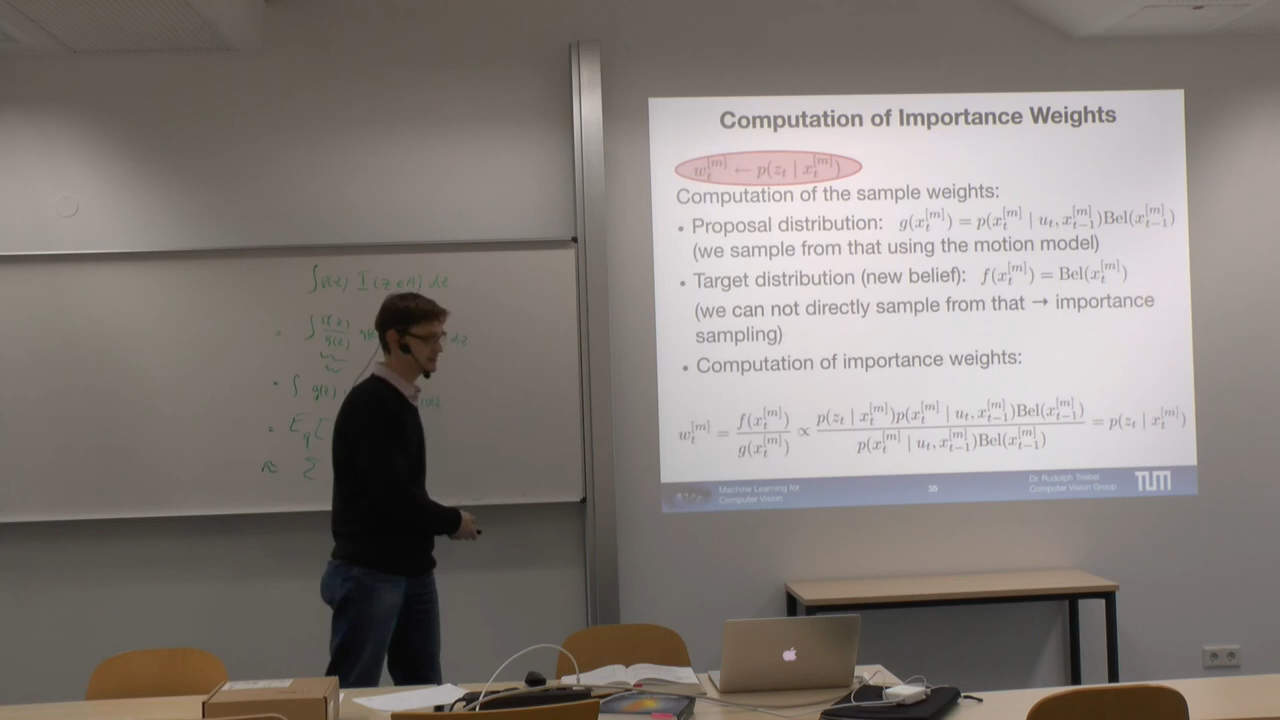 Computation of Importance Weights
w_t^{[m]} ← p(z_t | x_t^{[m]})
Computation of the sample weights:
• Proposal distribution: g(x_t^{[m]}) = p(x_t^{[m]} | u_t, x_{t-1}^{[m]})Bel(x_{t-1}^{[m]})
(we sample from that using the motion model)
• Target distribution (new belief): f(x_t^{[m]}) = Bel(x_t^{[m]})
(we can not directly sample from that → importance
sampling)
• Computation of importance weights:
w_t^{[m]} = \frac{f(x_t^{[m]})}{g(x_t^{[m]})} ∝ \frac{p(z_t | x_t^{[m]})p(x_t^{[m]} | u_t, x_{t-1}^{[m]})Bel(x_{t-1}^{[m]})}{p(x_t^{[m]} | u_t, x_{t-1}^{[m]})Bel(x_{t-1}^{[m]})} = p(z_t | x_t^{[m]})
Machine Learning for
Computer Vision
35
Dr. Rudolph Triebel
Computer Vision Group
TUM